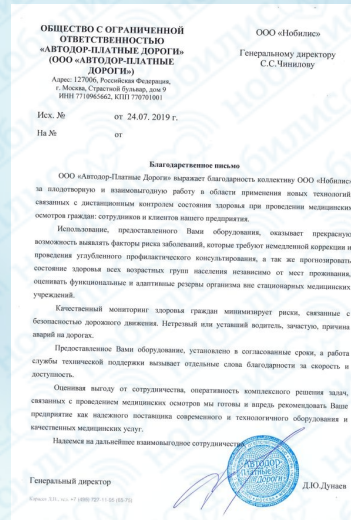 ОБЩЕСТВО С ОГРАНИЧЕННОЙ
ОТВЕТСТВЕННОСТЬЮ
«АВТОДОР-ПЛАТНЫЕ ДОРОГИ»
(ООО «АВТОДОР-ПЛАТНЫЕ
ДОРОГИ»)
Адрес: 127006, Российская Федерация,
г. Москва, Страстной бульвар, дом 9
ИНН 7710965662, КПП 770701001
ООО «Нобилис»
Генеральному директору
С.С.Чинилову
Исх. № от 24.07. 2019 г.
На № от
Благодарственное письмо
ООО «Автодор-Платные Дороги» выражает благодарность коллективу ООО «Нобилис»
за плодотворную и взаимовыгодную работу в области применения новых технологий
связанных с дистанционным контролем состояния здоровья при проведении медицинских
осмотров граждан: сотрудников и клиентов нашего предприятия.
Использование, предоставленного Вами оборудования, оказывает прекрасную
возможность выявлять факторы риска заболеваний, которые требуют немедленной коррекции и
проведения углубленного профилактического консультирования, а так же прогнозировать
состояние здоровья всех возрастных групп населения независимо от мест проживания,
оценивать функциональные и адаптивные резервы организма вне стационарных медицинских
учреждений.
Качественный мониторинг здоровья граждан минимизирует риски, связанные с
безопасностью дорожного движения. Нетрезвый или уставший водитель, зачастую, причина
аварий на дорогах.
Предоставленное Вами оборудование, установлено в согласованные сроки, а работа
службы технической поддержки вызывает отдельные слова благодарности за скорость и
доступность.
Оценивая выгоду от сотрудничества, оперативность комплексного решения задач,
связанных с проведением медицинских осмотров мы готовы и впредь рекомендовать Ваше
предприятие как надежного поставщика современного и технологичного оборудования и
качественных медицинских услуг.
Надеемся на дальнейшее взаимовыгодное сотрудничество
Автодор
Платные
Дороги
Генеральный директор
Д.Ю.Дунаев